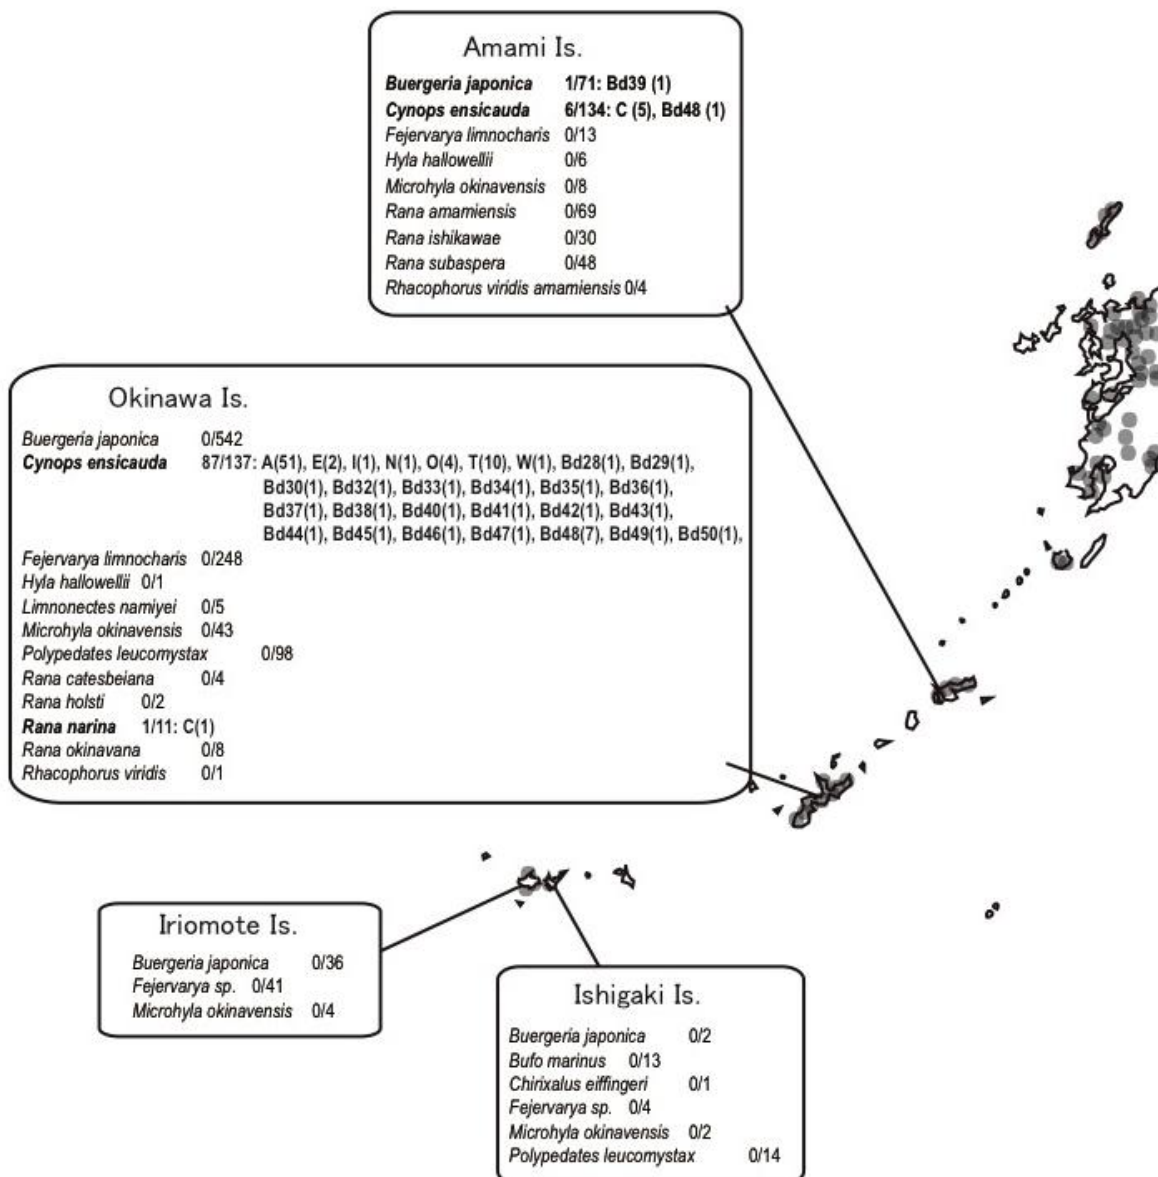 Amami Is.
Buergeria japonica 1/71: Bd39 (1)
Cynops ensicauda 6/134: C (5), Bd48 (1)
Fejervarya limnocharis 0/13
Hyla hallowellii 0/6
Microhyla okinavensis 0/8
Rana amamiensis 0/69
Rana ishikawae 0/30
Rana subaspera 0/48
Rhacophorus viridis amamiensis 0/4
Okinawa Is.
Buergeria japonica 0/542
Cynops ensicauda 87/137: A(51), E(2), I(1), N(1), O(4), T(10), W(1), Bd28(1), Bd29(1),
Bd30(1), Bd32(1), Bd33(1), Bd34(1), Bd35(1), Bd36(1),
Bd37(1), Bd38(1), Bd40(1), Bd41(1), Bd42(1), Bd43(1),
Bd44(1), Bd45(1), Bd46(1), Bd47(1), Bd48(7), Bd49(1), Bd50(1),
Fejervarya limnocharis 0/248
Hyla hallowellii 0/1
Limnonectes namiyei 0/5
Microhyla okinavensis 0/43
Polypedates leucomystax 0/98
Rana catesbeiana 0/4
Rana holsti 0/2
Rana narina 1/11: C(1)
Rana okinavana 0/8
Rhacophorus viridis 0/1
Iriomote Is.
Buergeria japonica 0/36
Fejervarya sp. 0/41
Microhyla okinavensis 0/4
Ishigaki Is.
Buergeria japonica 0/2
Bufo marinus 0/13
Chirixalus eiffingeri 0/1
Fejervarya sp. 0/4
Microhyla okinavensis 0/2
Polypedates leucomystax 0/14